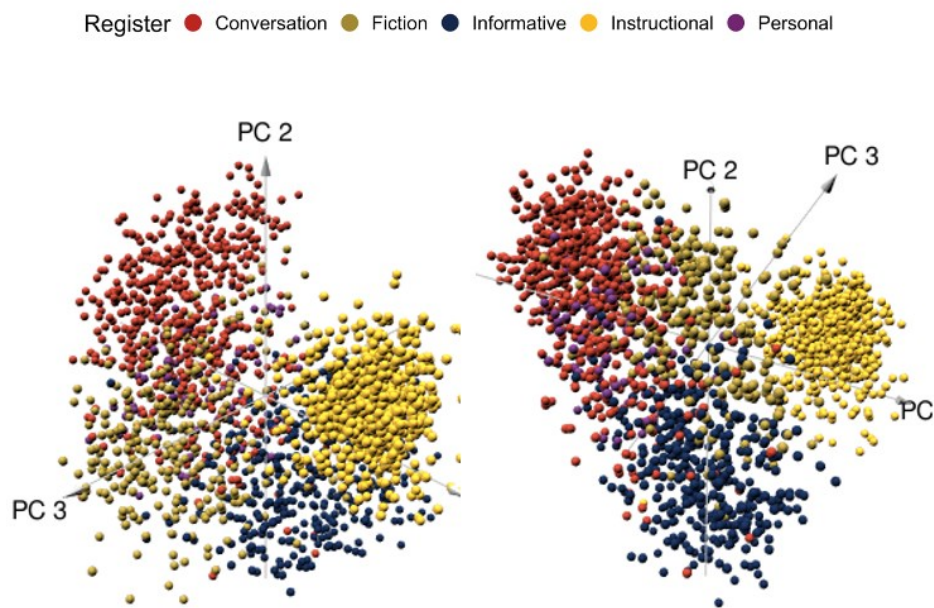 Register Conversation Fiction Informative Instructional Personal
PC 2
PC 3
PC 2
PC 3
PC